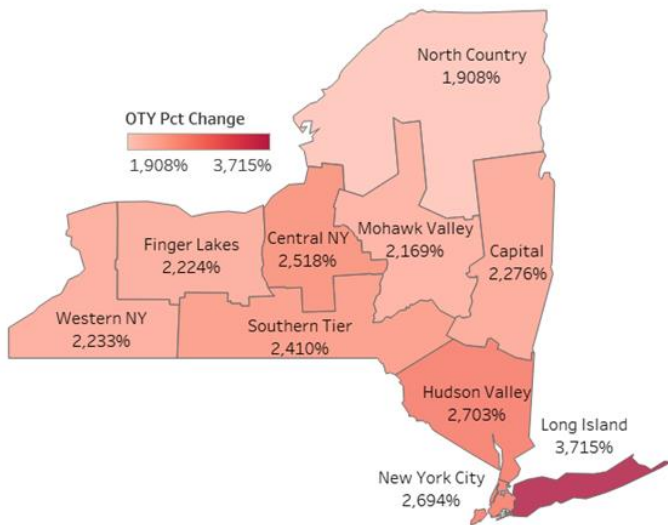 North Country
1,908%
OTY Pct Change
1,908% 3,715%
Finger Lakes
2,224%
Central NY
2,518%
Mohawk Valley
2,169%
Capital
2,276%
Western NY
2,233%
Southern Tier
2,410%
Hudson Valley
2,703%
Long Island
3,715%
New York City
2,694%